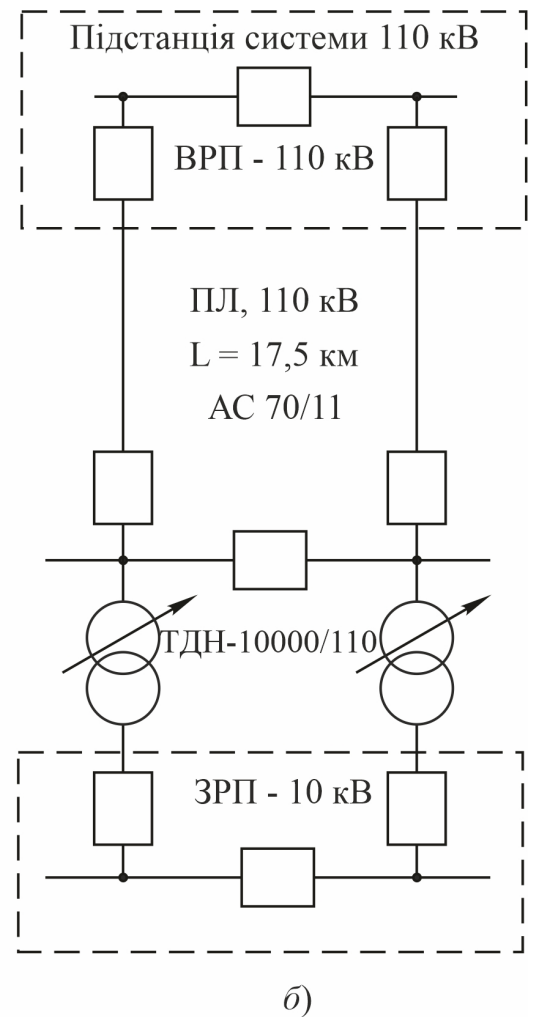 Підстанція системи 110 кВ
ВРП - 110 кВ
ПЛ, 110 кВ
L = 17,5 км
АС 70/11
ТДН-10000/110
ЗРП - 10 кВ
б)